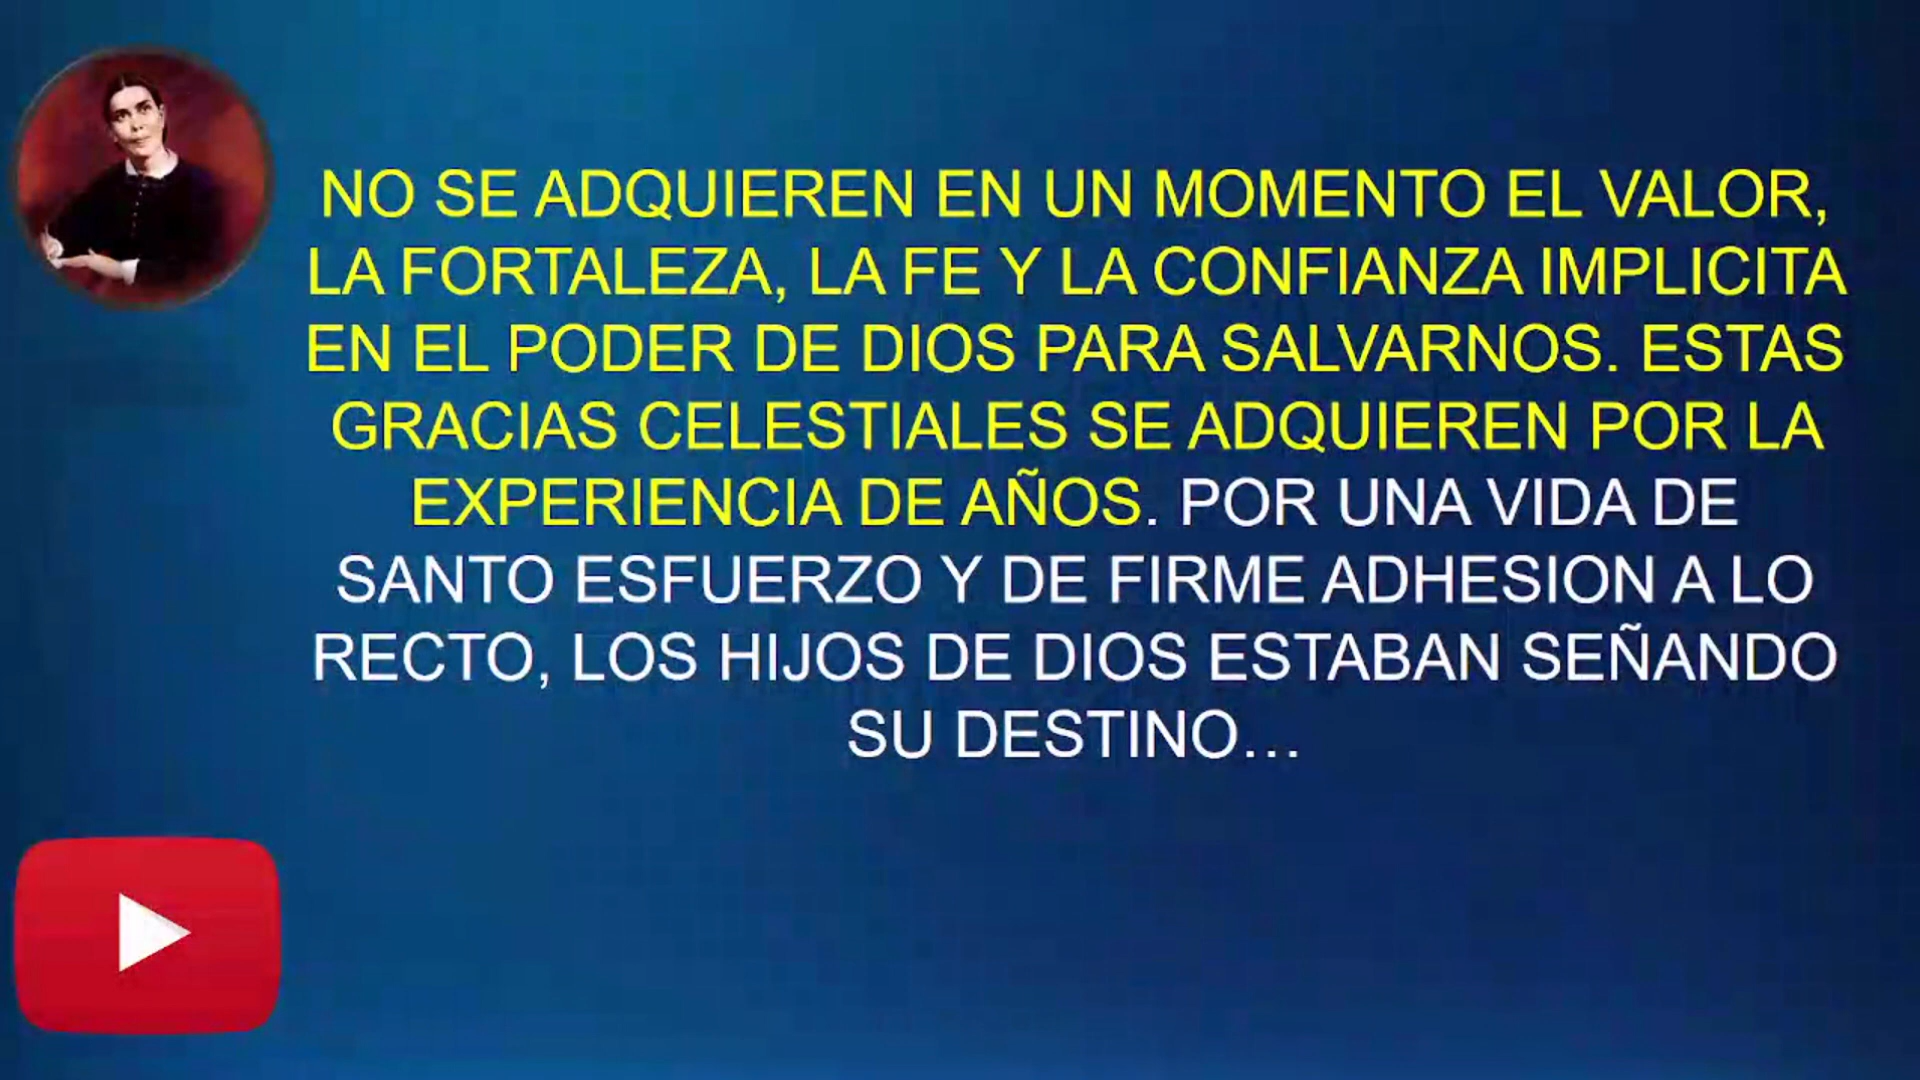 NO SE ADQUIEREN EN UN MOMENTO EL VALOR,
LA FORTALEZA, LA FE Y LA CONFIANZA IMPLICITA
EN EL PODER DE DIOS PARA SALVARNOS. ESTAS
GRACIAS CELESTIALES SE ADQUIEREN POR LA
EXPERIENCIA DE AÑOS. POR UNA VIDA DE
SANTO ESFUERZO Y DE FIRME ADHESION A LO
RECTO, LOS HIJOS DE DIOS ESTABAN SEÑANDO
SU DESTINO…